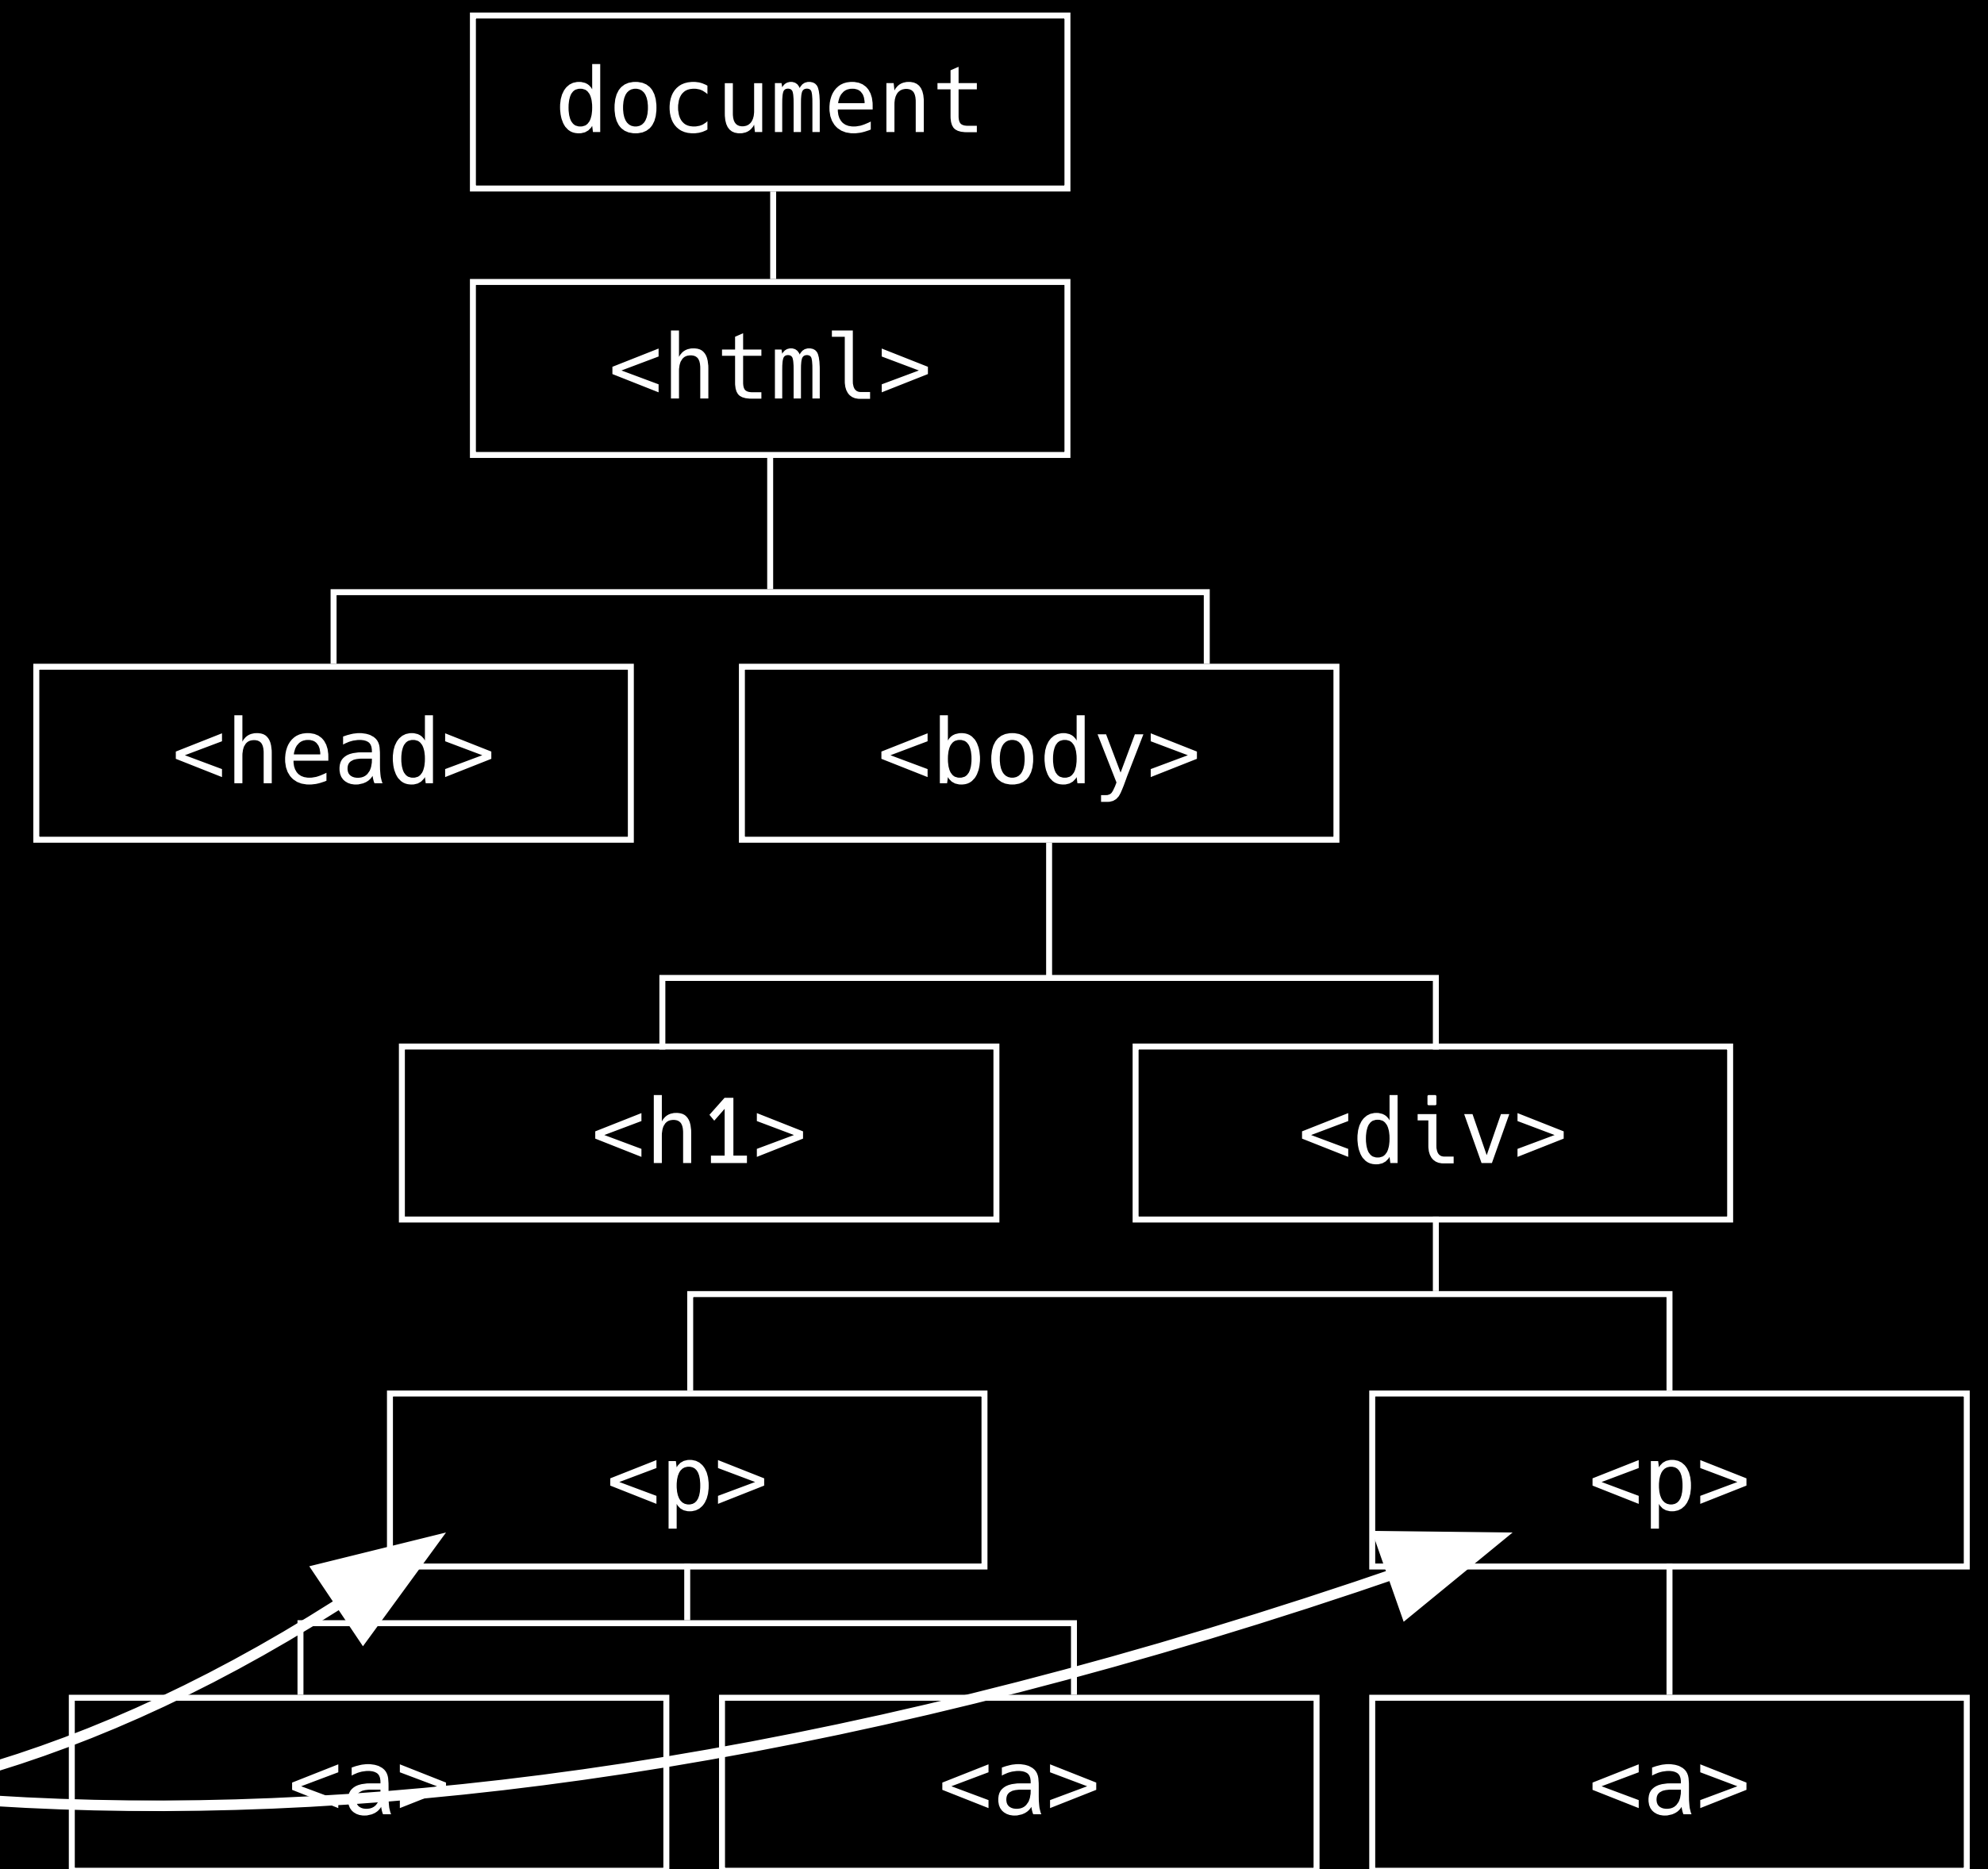 document
<html>
<head> <body>
<h1> <div>
<p> <p>
<a> <a> <a>